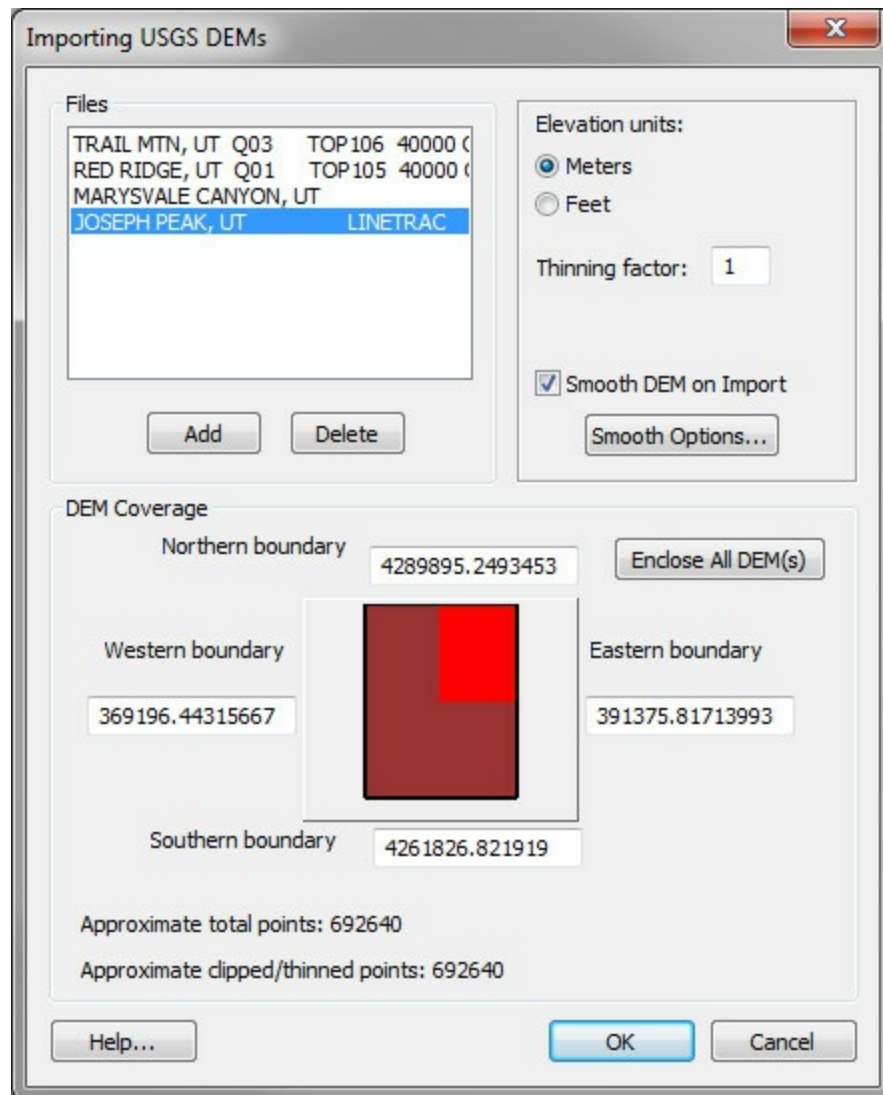 Importing USGS DEMs
Files
TRAIL MTN, UT Q03 TOP106 40000 (
RED RIDGE, UT Q01 TOP105 40000 (
MARYSVALE CANYON, UT
JOSEPH PEAK, UT LINETRAC
Add
Delete
Elevation units:
Meters
Feet
Thinning factor: 1
Smooth DEM on Import
Smooth Options...
DEM Coverage
Northern boundary
4289895.2493453
Enclose All DEM(s)
Western boundary
369196.44315667
Eastern boundary
391375.81713993
Southern boundary
4261826.821919
Approximate total points: 692640
Approximate clipped/thinned points: 692640
Help...
OK
Cancel